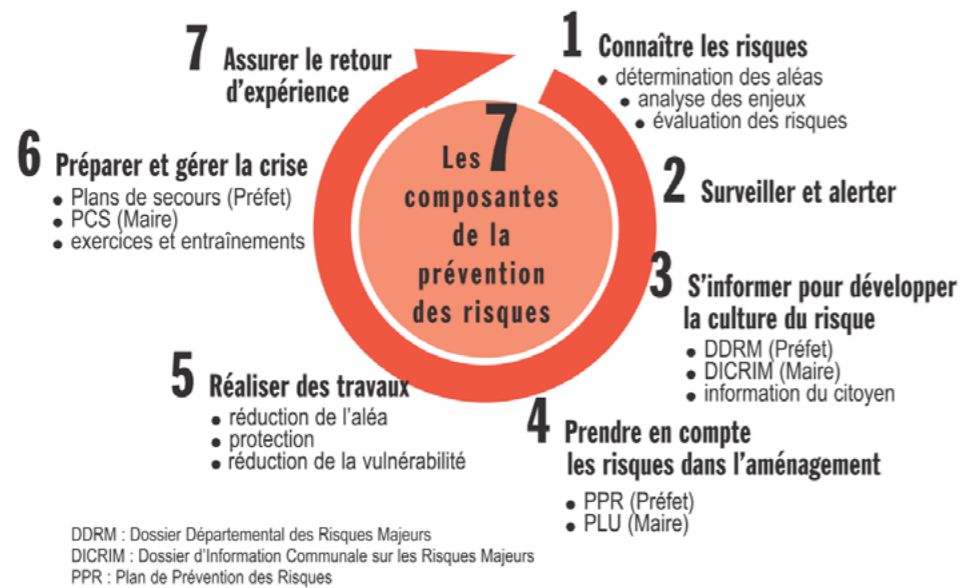 Les 7
composantes
de la
prévention
des risques
1 Connaître les risques
• détermination des aléas
• analyse des enjeux
• évaluation des risques
2 Surveiller et alerter
3 S'informer pour développer
la culture du risque
• DDRM (Préfet)
• DICRIM (Maire)
• information du citoyen
4 Prendre en compte
les risques dans l'aménagement
• PPR (Préfet)
• PLU (Maire)
5 Réaliser des travaux
• réduction de l'aléa
• protection
• réduction de la vulnérabilité
6 Préparer et gérer la crise
• Plans de secours (Préfet)
• PCS (Maire)
• exercices et entraînements
7 Assurer le retour
d'expérience
DDRM : Dossier Départemental des Risques Majeurs
DICRIM : Dossier d'Information Communale sur les Risques Majeurs
PPR : Plan de Prévention des Risques